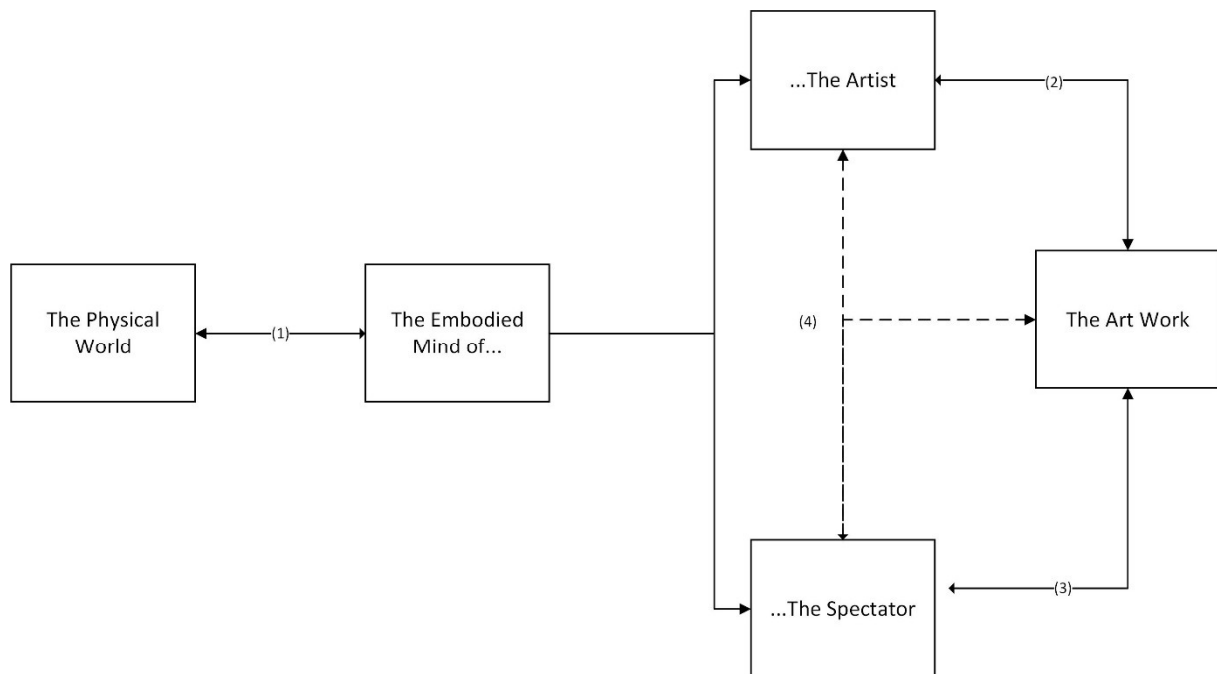 ...The Artist
(2)
The Physical
World
(1)
The Embodied
Mind of...
(4)
The Art Work
...The Spectator
(3)